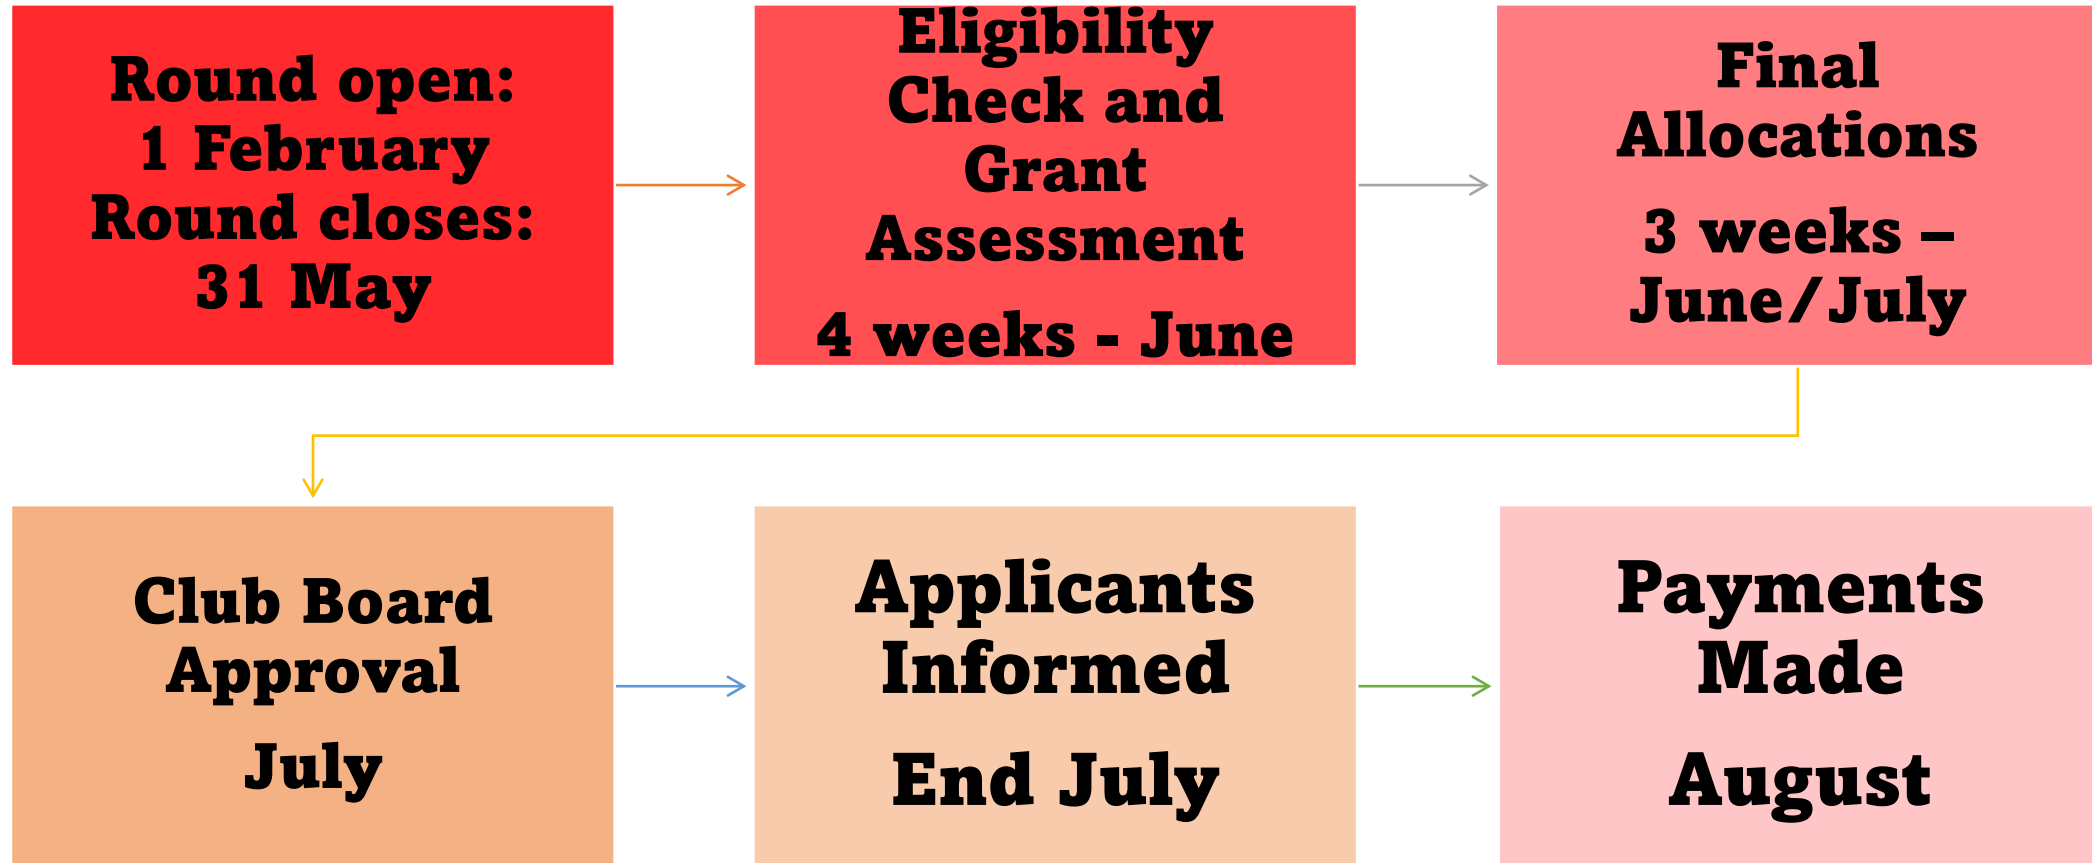 Round open:
1 February
Round closes:
31 May
Eligibility
Check and
Grant
Assessment
4 weeks - June
Final
Allocations
3 weeks –
June/July
Club Board
Approval
July
Applicants
Informed
End July
Payments
Made
August